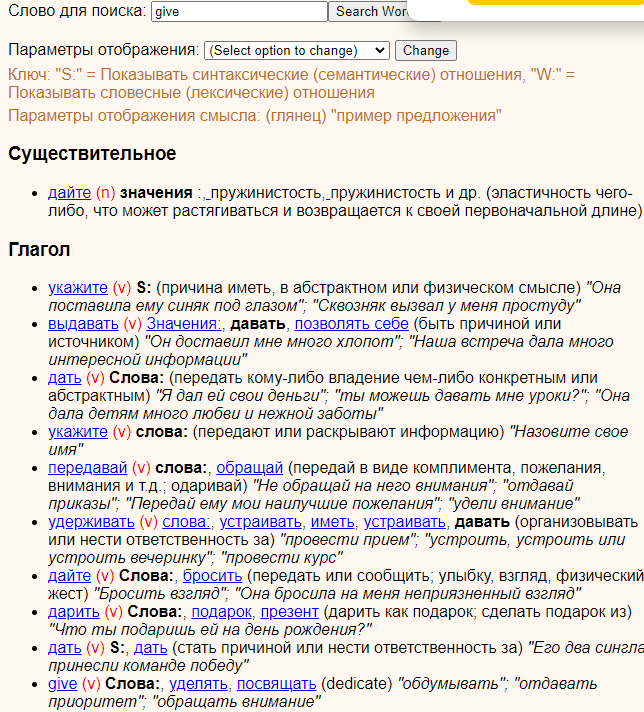 Слово для поиска: give Search Wor
Параметры отображения: (Select option to change) Change
Ключ: "S:" = Показывать синтаксические (семантические) отношения, "W:" =
Показывать словесные (лексические) отношения
Параметры отображения смысла: (глянец) "пример предложения"
Существительное
• дайте (n) значения :, пружинистость, пружинистость и др. (эластичность чего-
либо, что может растягиваться и возвращается к своей первоначальной длине)
Глагол
• укажите (v) S: (причина иметь, в абстрактном или физическом смысле) "Она
поставила ему синяк под глазом"; "Сквозняк вызвал у меня простуду"
• выдавать (v) Значения:, давать, позволять себе (быть причиной или
источником) "Он доставил мне много хлопот"; "Наша встреча дала много
интересной информации"
• дать (v) Слова: (передать кому-либо владение чем-либо конкретным или
абстрактным) "Я дал ей свои деньги"; "ты можешь давать мне уроки?"; "Она
дала детям много любви и нежной заботы"
• укажите (v) слова: (передают или раскрывают информацию) "Назовите свое
имя"
• передавай (v) слова:, обращай (передай в виде комплимента, пожелания,
внимания и т.д.; одаривай) "Не обращай на него внимания"; "отдавай
приказы"; "Передай ему мои наилучшие пожелания"; "удели внимание"
• удерживать (v) слова:, устраивать, иметь, устраивать, давать (организовывать
или нести ответственность за) "провести прием"; "устроить, устроить или
устроить вечеринку"; "провести курс"
• дайте (v) Слова:, бросить (передать или сообщить; улыбку, взгляд, физический
жест) "Бросить взгляд"; "Она бросила на меня неприязненный взгляд"
• дарить (v) Слова:, подарок, презент (дарить как подарок; сделать подарок из)
"Что ты подаришь ей на день рождения?"
• дать (v) S:, дать (стать причиной или нести ответственность за) "Его два сингла
принесли команде победу"
• give (v) Слова:, уделять, посвящать (dedicate) "обдумывать"; "отдавать
приоритет"; "обращать внимание"